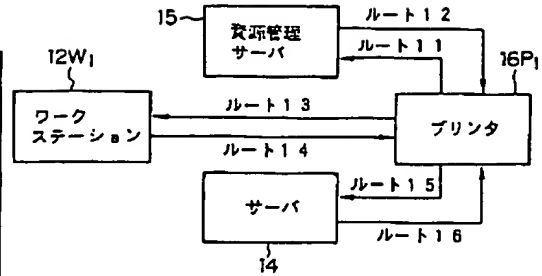 15
資源管理
サーバ
ルート12
ルート11
16P1
12W1
ワーク
ステーション
ルート13
ルート14
プリンタ
サーバ
ルート15
ルート16
14